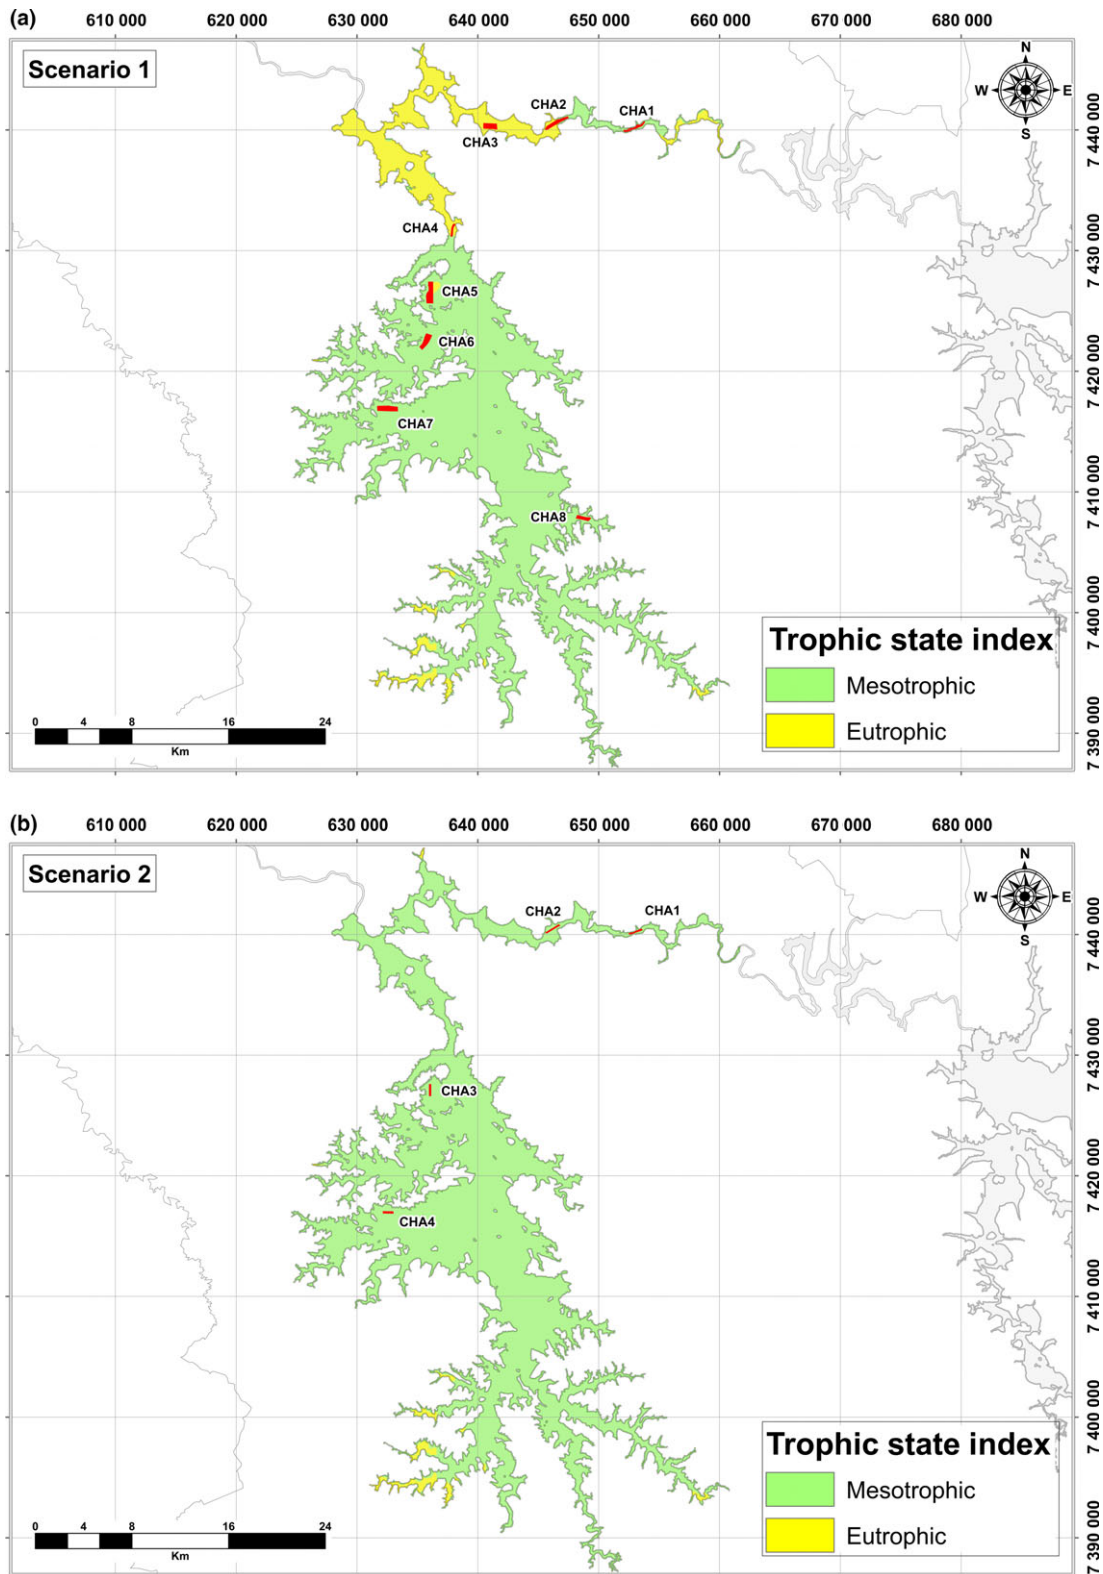 (a)
610 000 620 000 630 000 640 000 650 000 660 000 670 000 680 000
Scenario 1
N
W E
S
CHA2
CHA1
CHA3
7 440 000
CHA4
7 430 000
CHA5
CHA6
7 420 000
CHA7
7 410 000
CHA8
7 400 000
Trophic state index
Mesotrophic
Eutrophic
7 390 000
0 4 8 16 24
Km
(b)
610 000 620 000 630 000 640 000 650 000 660 000 670 000 680 000
Scenario 2
N
W E
S
CHA2
CHA1
7 440 000
7 430 000
CHA3
7 420 000
CHA4
7 410 000
7 400 000
Trophic state index
Mesotrophic
Eutrophic
7 390 000
0 4 8 16 24
Km